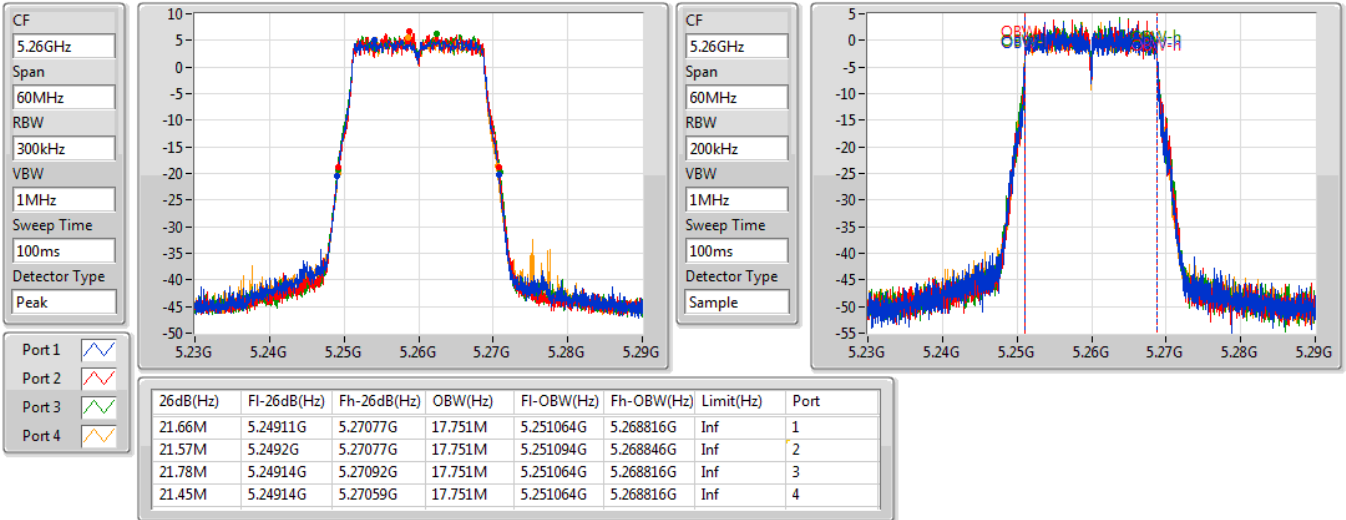 CF
5.26GHz
Span
60MHz
RBW
300kHz
VBW
1MHz
Sweep Time
100ms
Detector Type
Peak
10
5
0
-5
-10
-15
-20
-25
-30
-35
-40
-45
-50
5.23G 5.24G 5.25G 5.26G 5.27G 5.28G 5.29G
CF
5.26GHz
Span
60MHz
RBW
200kHz
VBW
1MHz
Sweep Time
100ms
Detector Type
Sample
5
0
-5
-10
-15
-20
-25
-30
-35
-40
-45
-50
-55
5.23G 5.24G 5.25G 5.26G 5.27G 5.28G 5.29G
Port 1
Port 2
Port 3
Port 4
26dB(Hz) Fl-26dB(Hz) Fh-26dB(Hz) OBW(Hz) Fl-OBW(Hz) Fh-OBW(Hz) Limit(Hz) Port
21.66M 5.24911G 5.27077G 17.751M 5.251064G 5.268816G Inf 1
21.57M 5.2492G 5.27077G 17.751M 5.251094G 5.268846G Inf 2
21.78M 5.24914G 5.27092G 17.751M 5.251064G 5.268816G Inf 3
21.45M 5.24914G 5.27059G 17.751M 5.251064G 5.268816G Inf 4